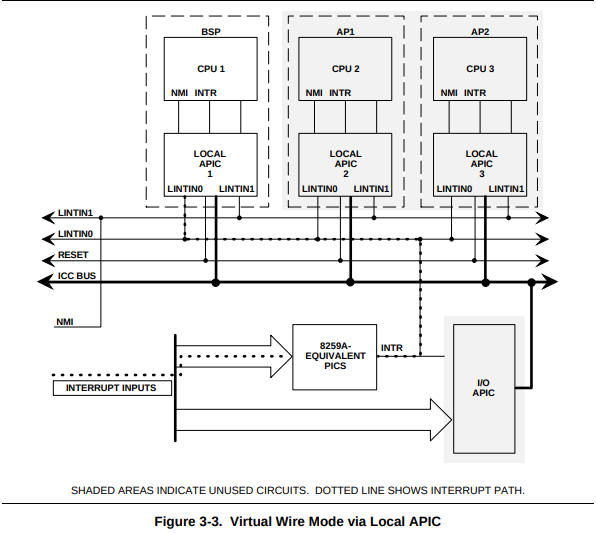 BSP
AP1
AP2
CPU 1
CPU 2
CPU 3
NMI INTR
NMI INTR
NMI INTR
LOCAL
APIC
1
LOCAL
APIC
2
LOCAL
APIC
3
LINTIN0 LINTIN1
LINTIN0 LINTIN1
LINTIN0 LINTIN1
LINTIN1
LINTIN0
RESET
ICC BUS
NMI
8259A-
EQUIVALENT
PICS
INTR
INTERRUPT INPUTS
I/O
APIC
SHADED AREAS INDICATE UNUSED CIRCUITS. DOTTED LINE SHOWS INTERRUPT PATH.
Figure 3-3. Virtual Wire Mode via Local APIC